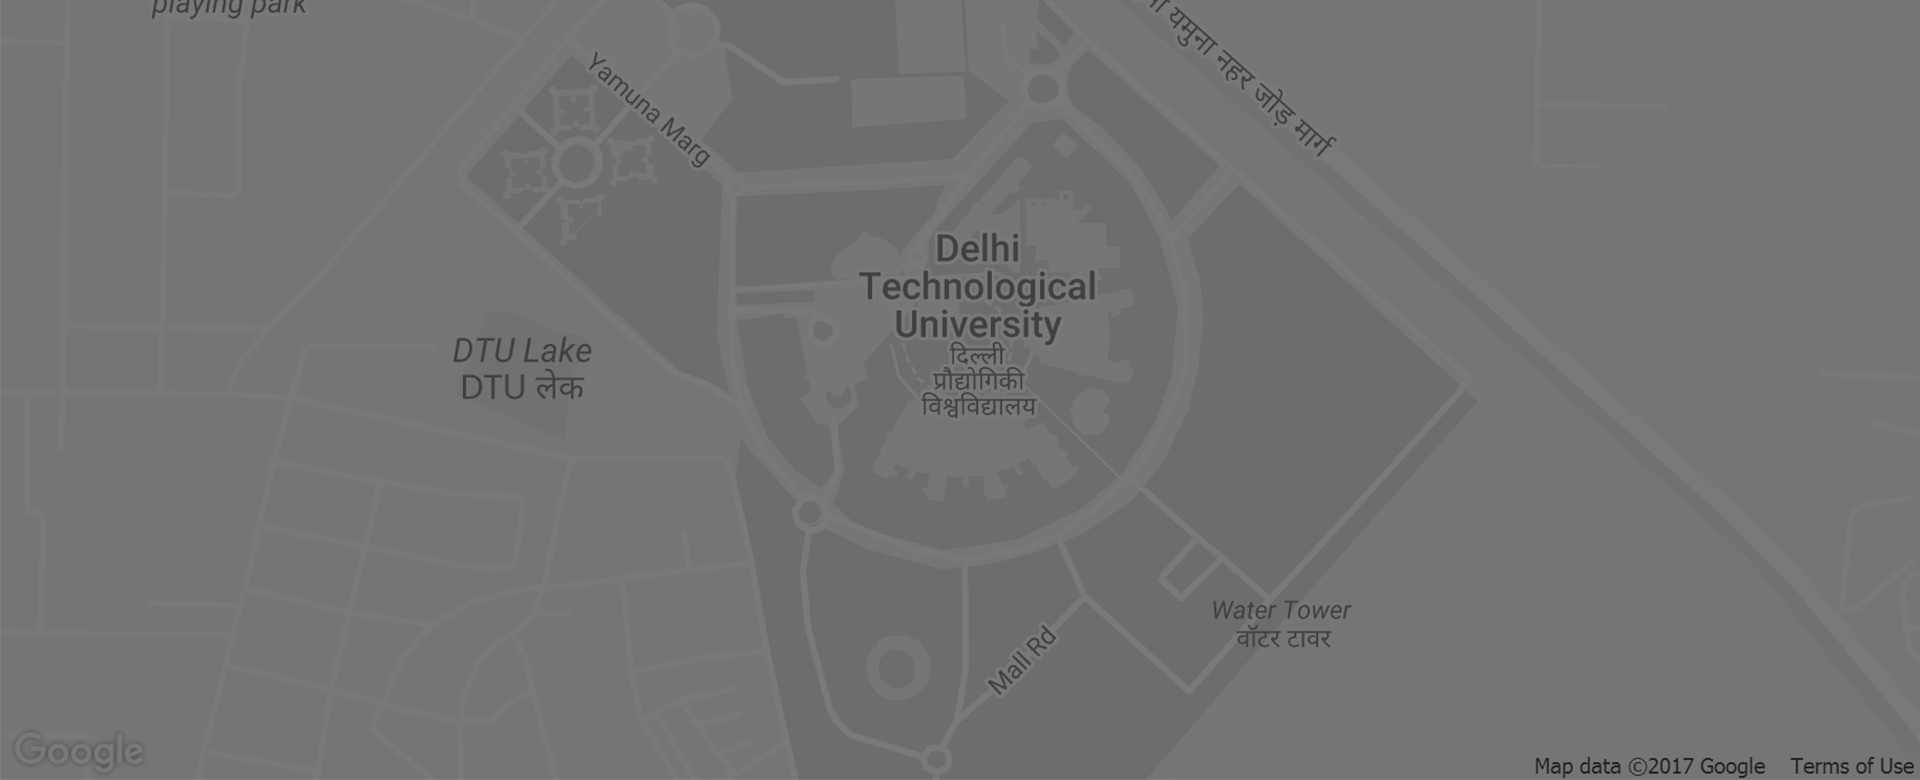 playing park
Yamuna Marg
यमुना नहर जोड़ मार्ग
Delhi
Technological
University
दिल्ली
प्रौद्योगिकी
विश्वविद्यालय
DTU Lake
DTU लेक
Water Tower
वॉटर टावर
Mall Rd
Google
Map data ©2017 Google Terms of Use